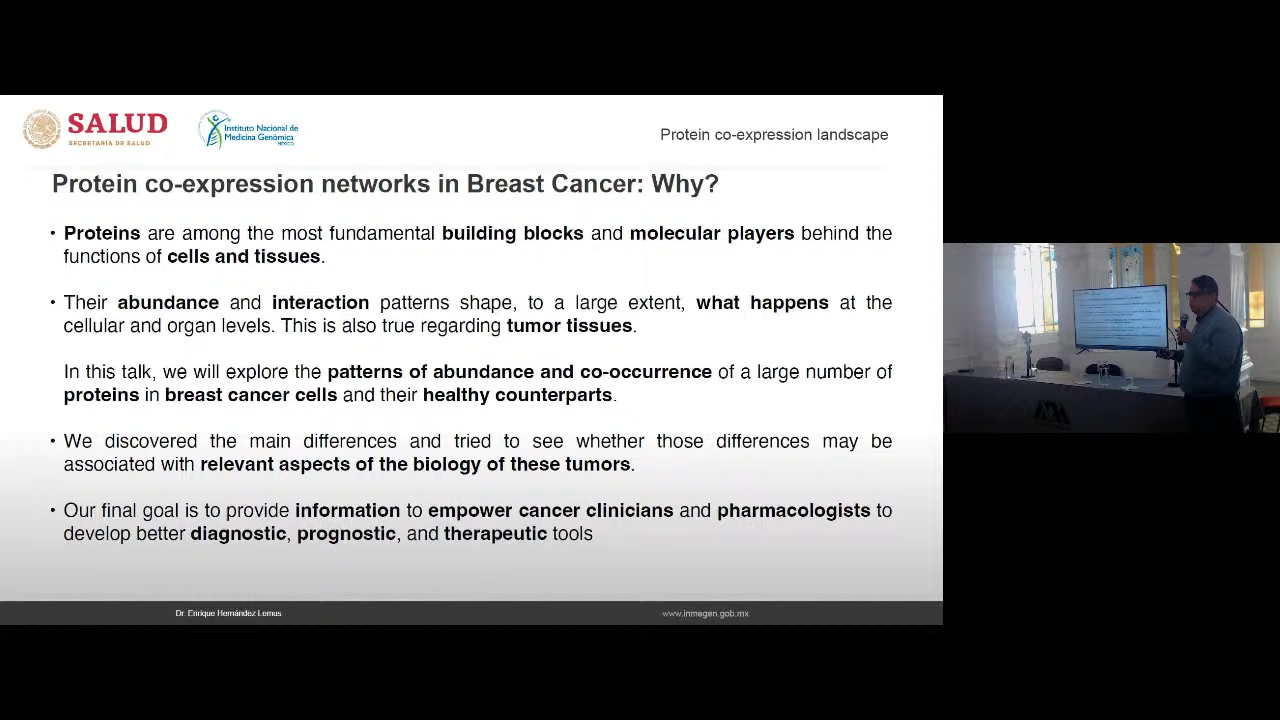 SALUD
SECRETARÍA DE SALUD
Instituto Nacional de
Medicina Genómica
MÉXICO
Protein co-expression landscape
Protein co-expression networks in Breast Cancer: Why?
• Proteins are among the most fundamental building blocks and molecular players behind the
functions of cells and tissues.
• Their abundance and interaction patterns shape, to a large extent, what happens at the
cellular and organ levels. This is also true regarding tumor tissues.
In this talk, we will explore the patterns of abundance and co-occurrence of a large number of
proteins in breast cancer cells and their healthy counterparts.
• We discovered the main differences and tried to see whether those differences may be
associated with relevant aspects of the biology of these tumors.
• Our final goal is to provide information to empower cancer clinicians and pharmacologists to
develop better diagnostic, prognostic, and therapeutic tools
Dr. Enrique Hernández Lemus
www.inmegen.gob.mx